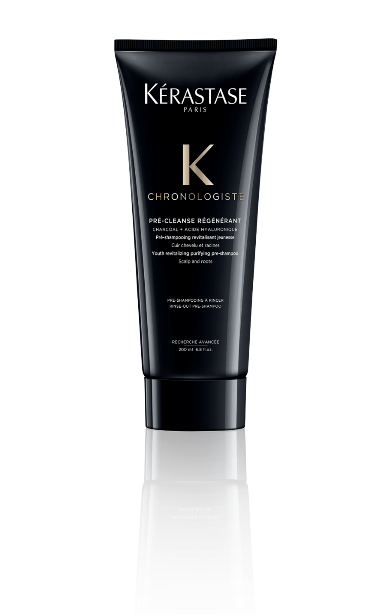 KÉRASTASE
PARIS
K
CHRONOLOGISTE
PRÉ-CLEANSE RÉGÉNÉRANT
CHARCOAL + ACIDE HYALURONIQUE
Pré-shampooing revitalisant jeunesse
Cuir chevelu et racines
Youth revitalizing purifying pre-shampoo
Scalp and roots
PRÉ-SHAMPOOING À RINCER
RINSE-OUT PRE-SHAMPOO
RECHERCHE AVANCÉE
200 ml 6.8 fl.oz.